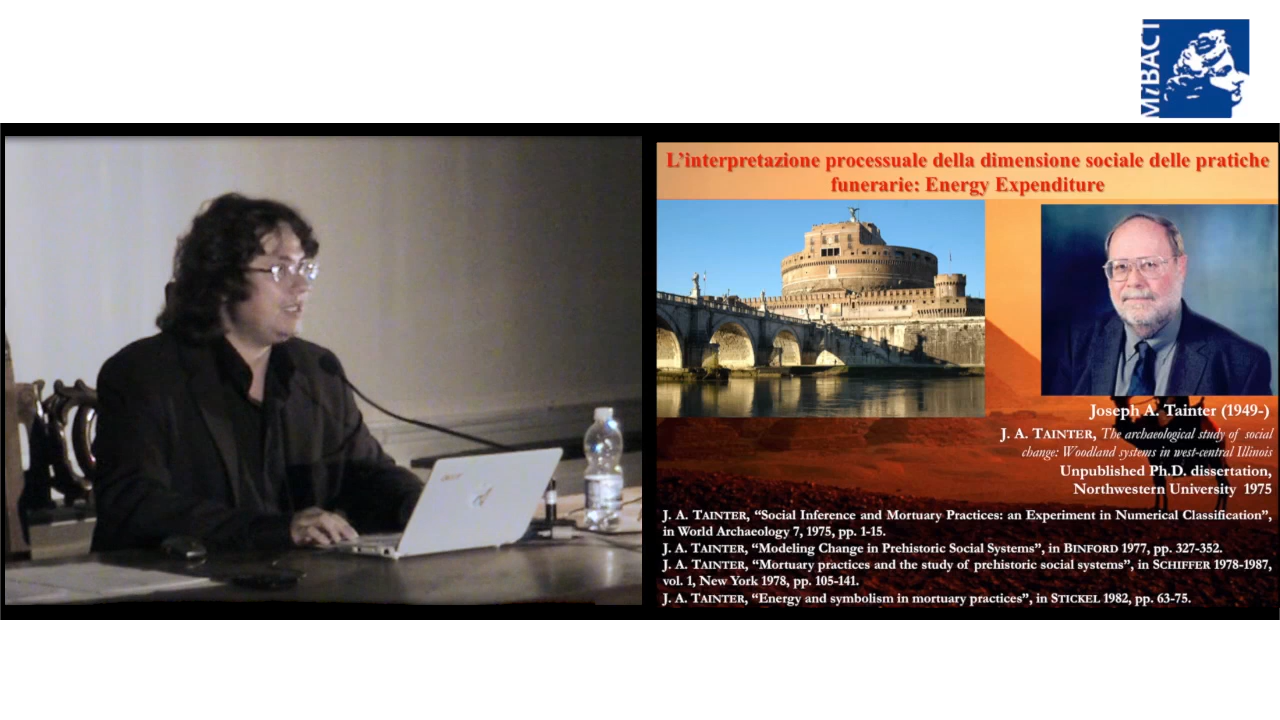 MiBACT
L'interpretazione processuale della dimensione sociale delle pratiche
funerarie: Energy Expenditure
Joseph A. Tainter (1949-)
J. A. TAINTER, The archaeological study of social
change: Woodland systems in west-central Illinois
Unpublished Ph.D. dissertation,
Northwestern University 1975
J. A. TAINTER, “Social Inference and Mortuary Practices: an Experiment in Numerical Classification”,
in World Archaeology 7, 1975, pp. 1-15.
J. A. TAINTER, “Modeling Change in Prehistoric Social Systems”, in BINFORD 1977, pp. 327-352.
J. A. TAINTER, “Mortuary practices and the study of prehistoric social systems”, in SCHIFFER 1978-1987,
vol. 1, New York 1978, pp. 105-141.
J. A. TAINTER, “Energy and symbolism in mortuary practices”, in STICKEL 1982, pp. 63-75.